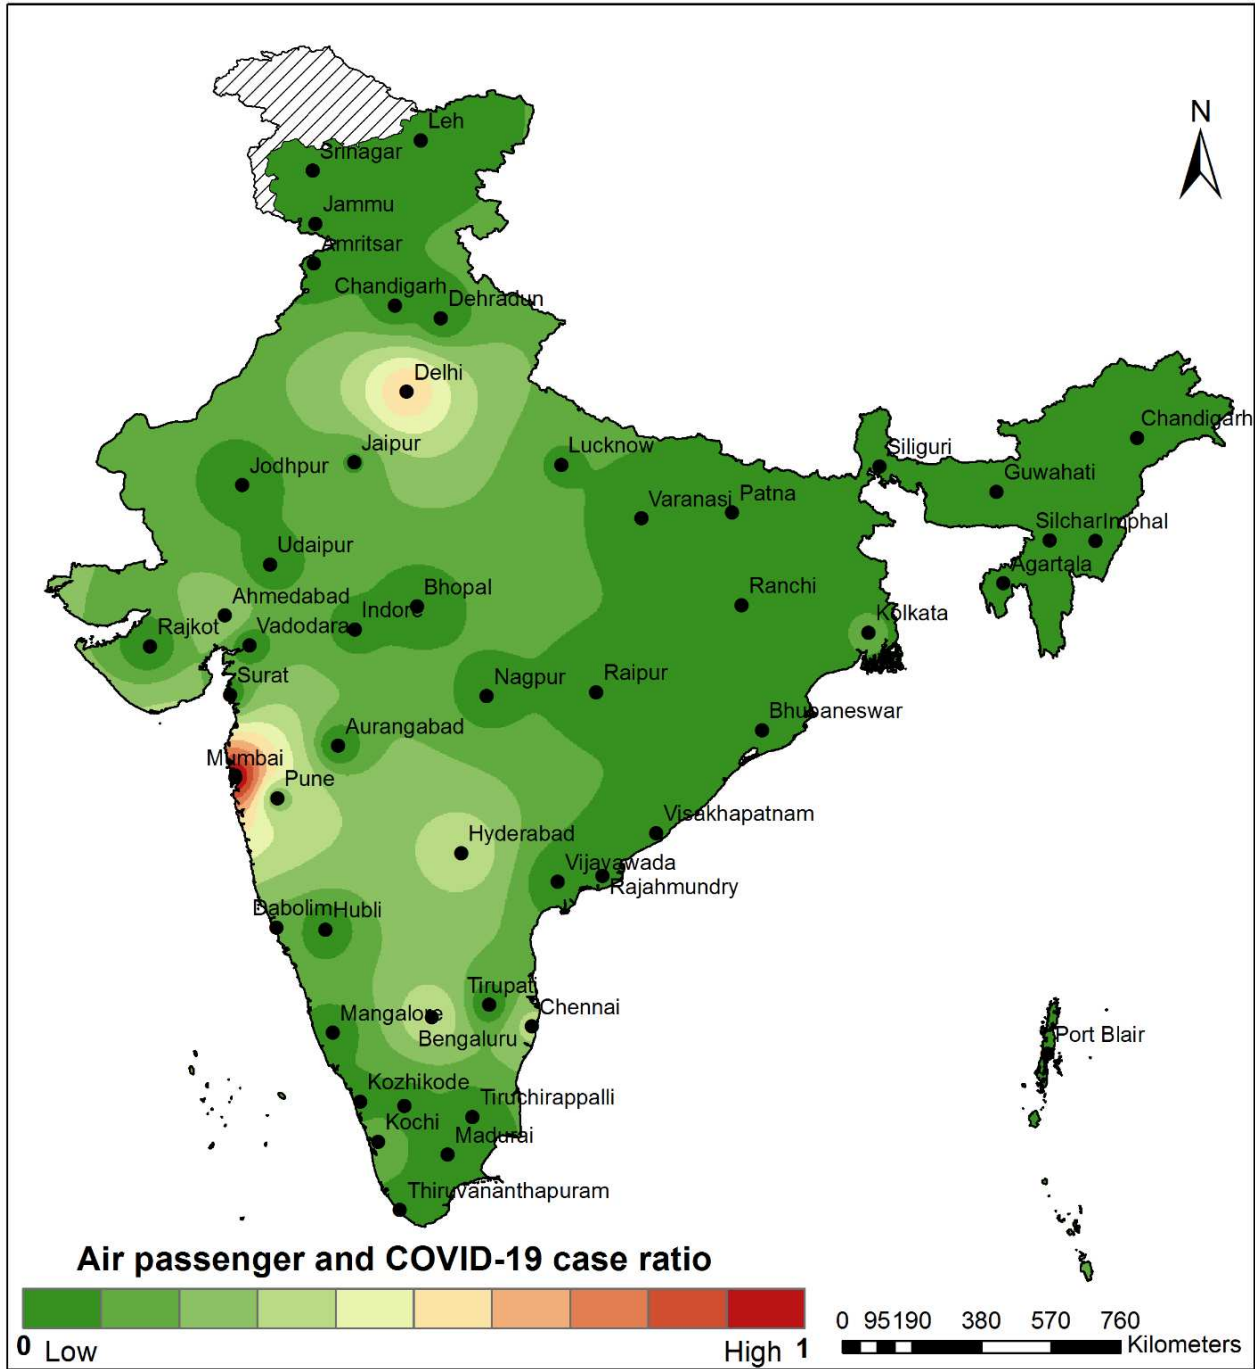 N
Leh
Srinagar
Jammu
Amritsar
Chandigarh
Dehradun
Delhi
Jaipur
Lucknow
Chandigarh
Siliguri
Jodhpur
Guwahati
Varanasi
Patna
Silchar
Imphal
Udaipur
Agartala
Ahmedabad
Bhopal
Ranchi
Indore
Kolkata
Rajkot
Vadodara
Surat
Nagpur
Raipur
Bhubaneswar
Aurangabad
Mumbai
Pune
Visakhapatnam
Hyderabad
Vijayawada
Rajahmundry
Dabolim
Hubli
Tirupati
Chennai
Mangalore
Bengaluru
Port Blair
Kozhikode
Tiruchirappalli
Kochi
Madurai
Thiruvananthapuram
Air passenger and COVID-19 case ratio
0 Low
High 1
0 95 190 380 570 760
Kilometers